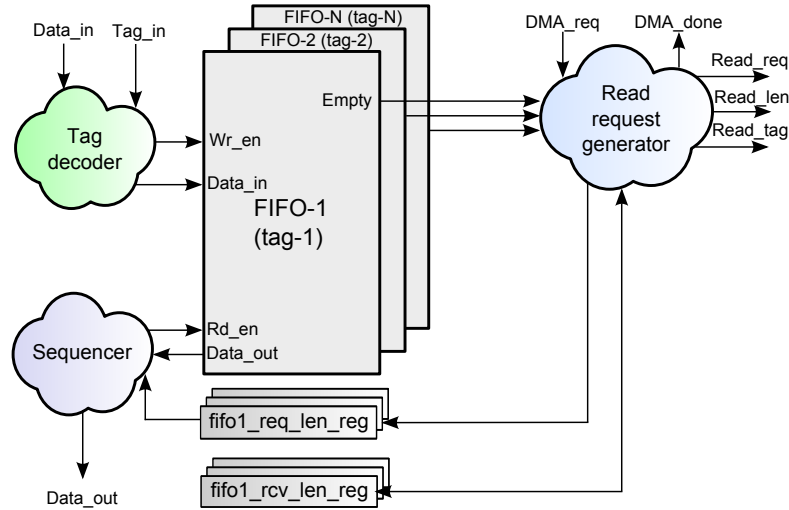 FIFO-N (tag-N)
FIFO-2 (tag-2)
Data_in
Tag_in
DMA_req
DMA_done
Read_req
Read_len
Read_tag
Empty
Read
request
generator
Tag
decoder
Wr_en
Data_in
FIFO-1
(tag-1)
Rd_en
Data_out
Sequencer
fifo1_req_len_reg
fifo1_rcv_len_reg
Data_out